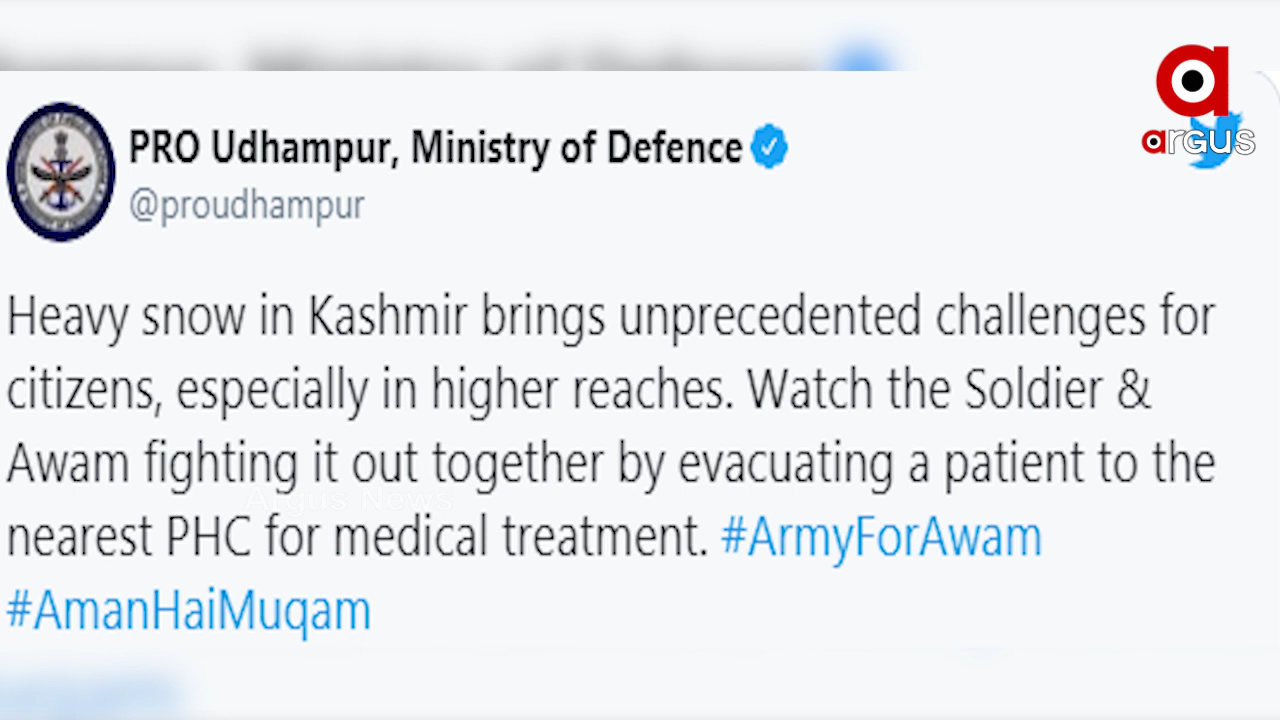 argus
PRO Udhampur, Ministry of Defence
@proudhampur
Heavy snow in Kashmir brings unprecedented challenges for
citizens, especially in higher reaches. Watch the Soldier &
Awam fighting it out together by evacuating a patient to the
Argus News
nearest PHC for medical treatment. #ArmyForAwam
#AmanHaiMuqam